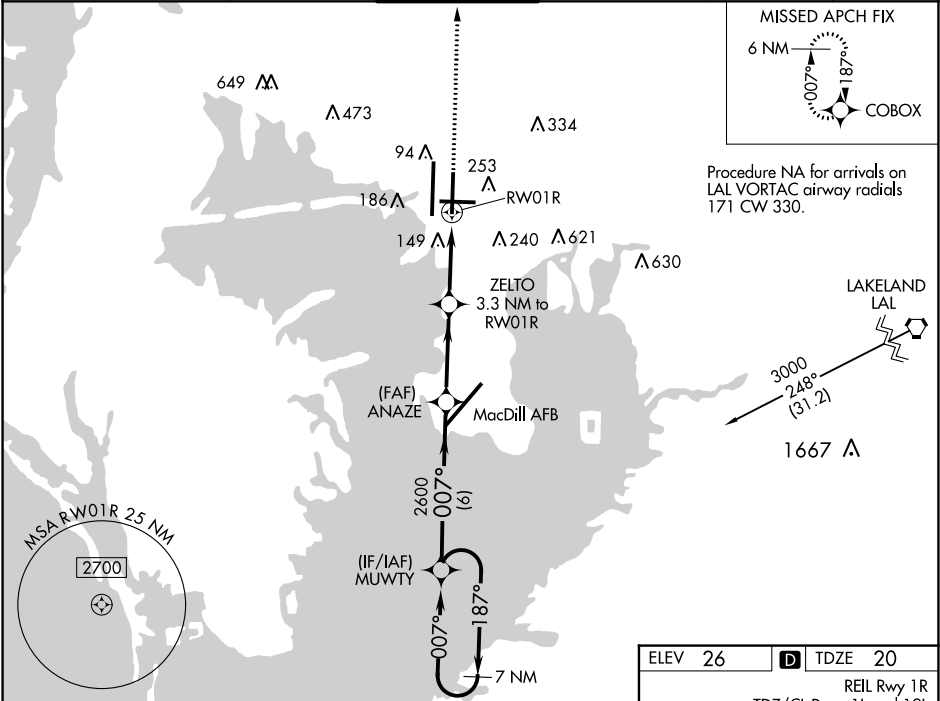 MISSED APCH FIX
6 NM
007°
187°
COBOX
649
473
334
94
253
186
RW01R
149
240
621
630
Procedure NA for arrivals on
LAL VORTAC airway radials
171 CW 330.
ZELTO
3.3 NM to
RW01R
LAKELAND
LAL
3000
248°
(31.2)
(FAF)
ANAZE
MacDill AFB
1667
2600
007°
(6)
MSA RW01R 25 NM
2700
(IF/IAF)
MUWTY
007°
187°
7 NM
ELEV 26
D
TDZE 20
REIL Rwy 1R